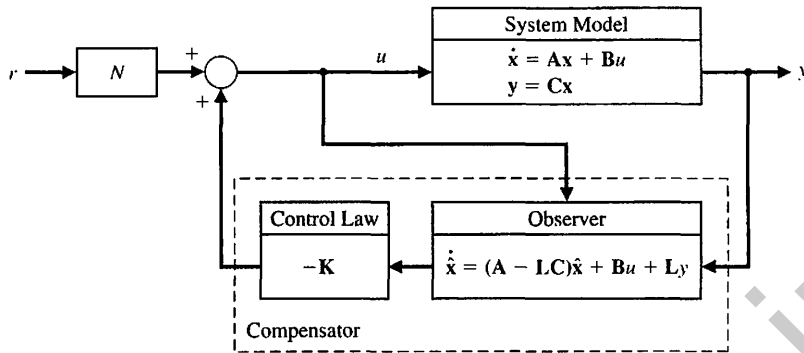 System Model
r
N
+
+
u
ẋ = Ax + Bu
y = Cx
y
Control Law
−K
Observer
x̂̇ = (A − LC)x̂ + Bu + Ly
Compensator